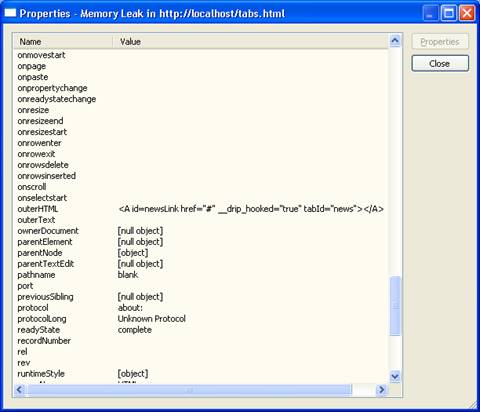 Properties - Memory Leak in http://localhost/tabs.html
Name Value
Properties
Close
onmovestart
onpage
onpaste
onpropertychange
onreadystatechange
onresize
onresizeend
onresizestart
onrowenter
onrowexit
onrowsdelete
onrowsinserted
onscroll
onselectstart
outerHTML <A id=newsLink href="#" __drip_hooked="true" tabId="news"></A>
outerText
ownerDocument [null object]
parentElement [null object]
parentNode [object]
parentTextEdit [null object]
pathname blank
port
previousSibling [null object]
protocol about:
protocolLong Unknown Protocol
readyState complete
recordNumber
rel
rev
runtimeStyle [object]